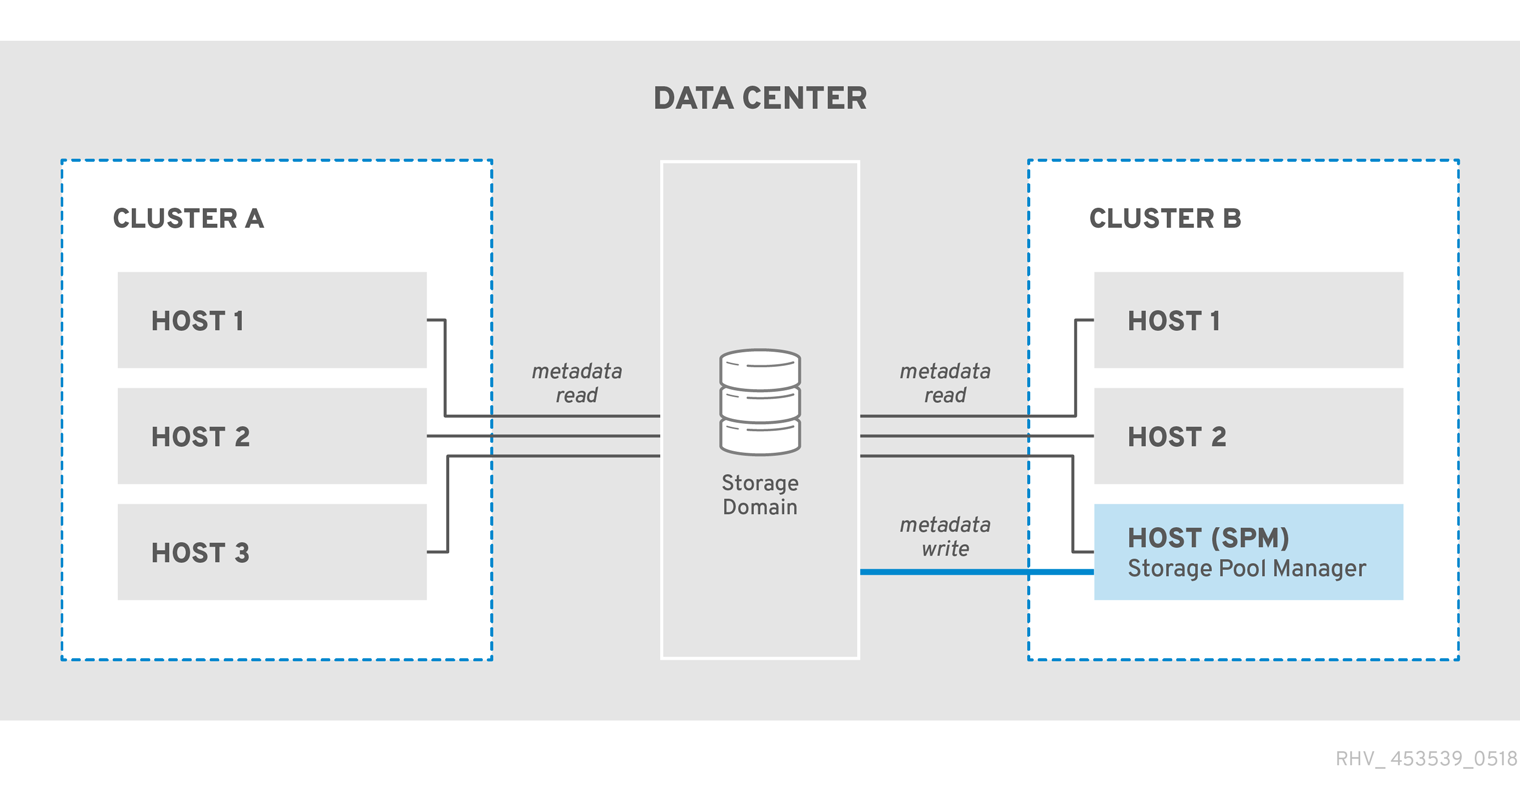 DATA CENTER
CLUSTER A
HOST 1
HOST 2
HOST 3
metadata
read
Storage
Domain
metadata
read
metadata
write
CLUSTER B
HOST 1
HOST 2
HOST (SPM)
Storage Pool Manager
RHV_ 453539_0518